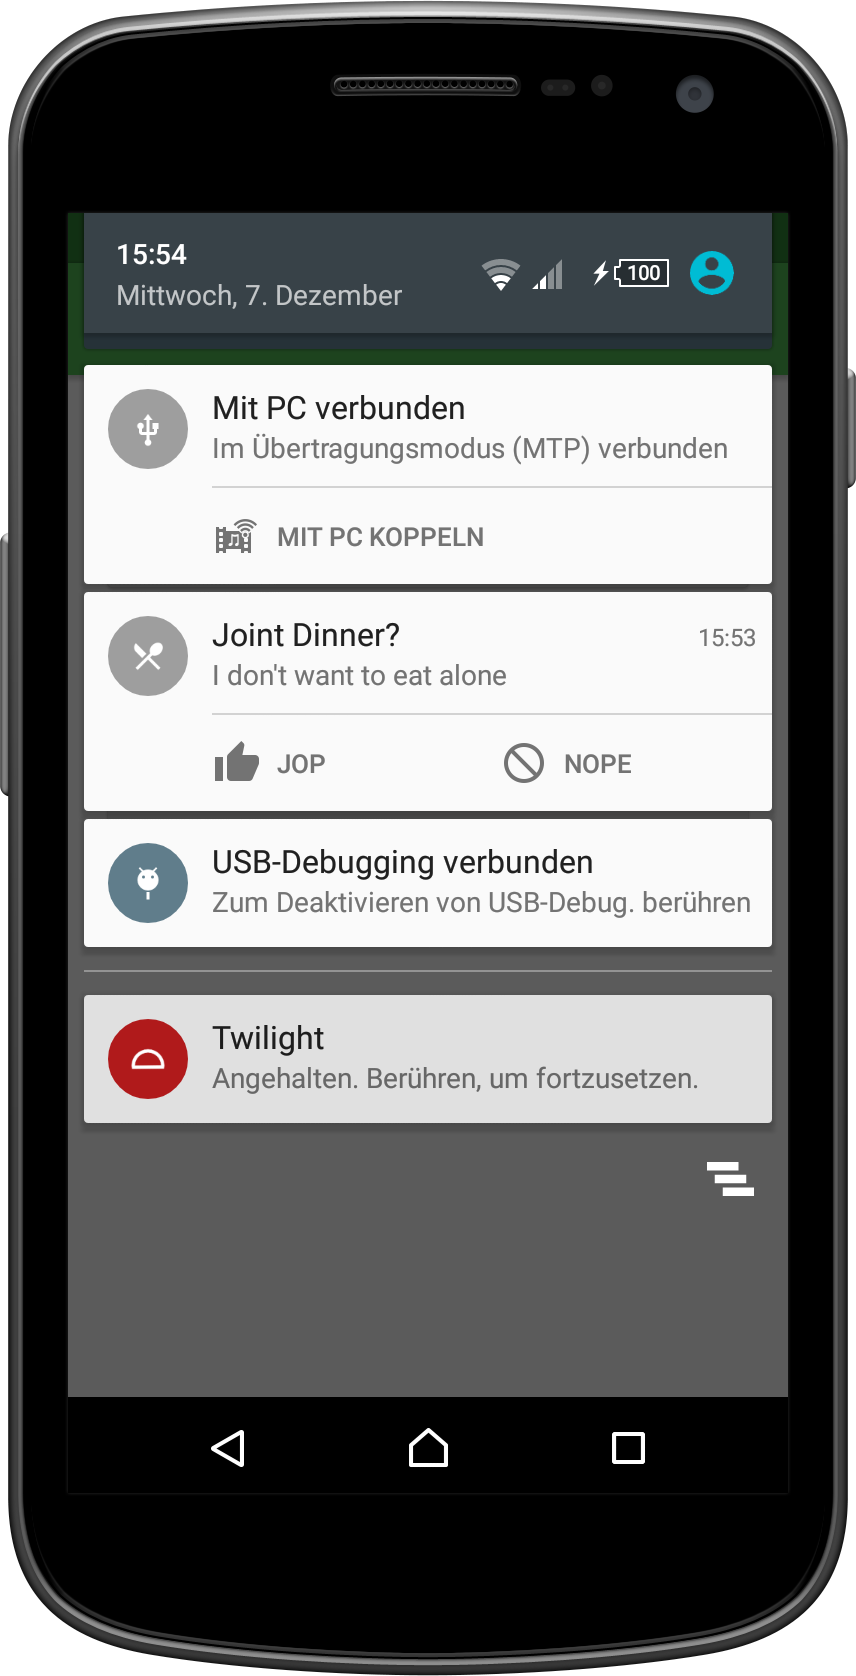 15:54
Mittwoch, 7. Dezember
100
Mit PC verbunden
Im Übertragungsmodus (MTP) verbunden
MIT PC KOPPELN
Joint Dinner?
15:53
I don't want to eat alone
JOP
NOPE
USB-Debugging verbunden
Zum Deaktivieren von USB-Debug. berühren
Twilight
Angehalten. Berühren, um fortzusetzen.